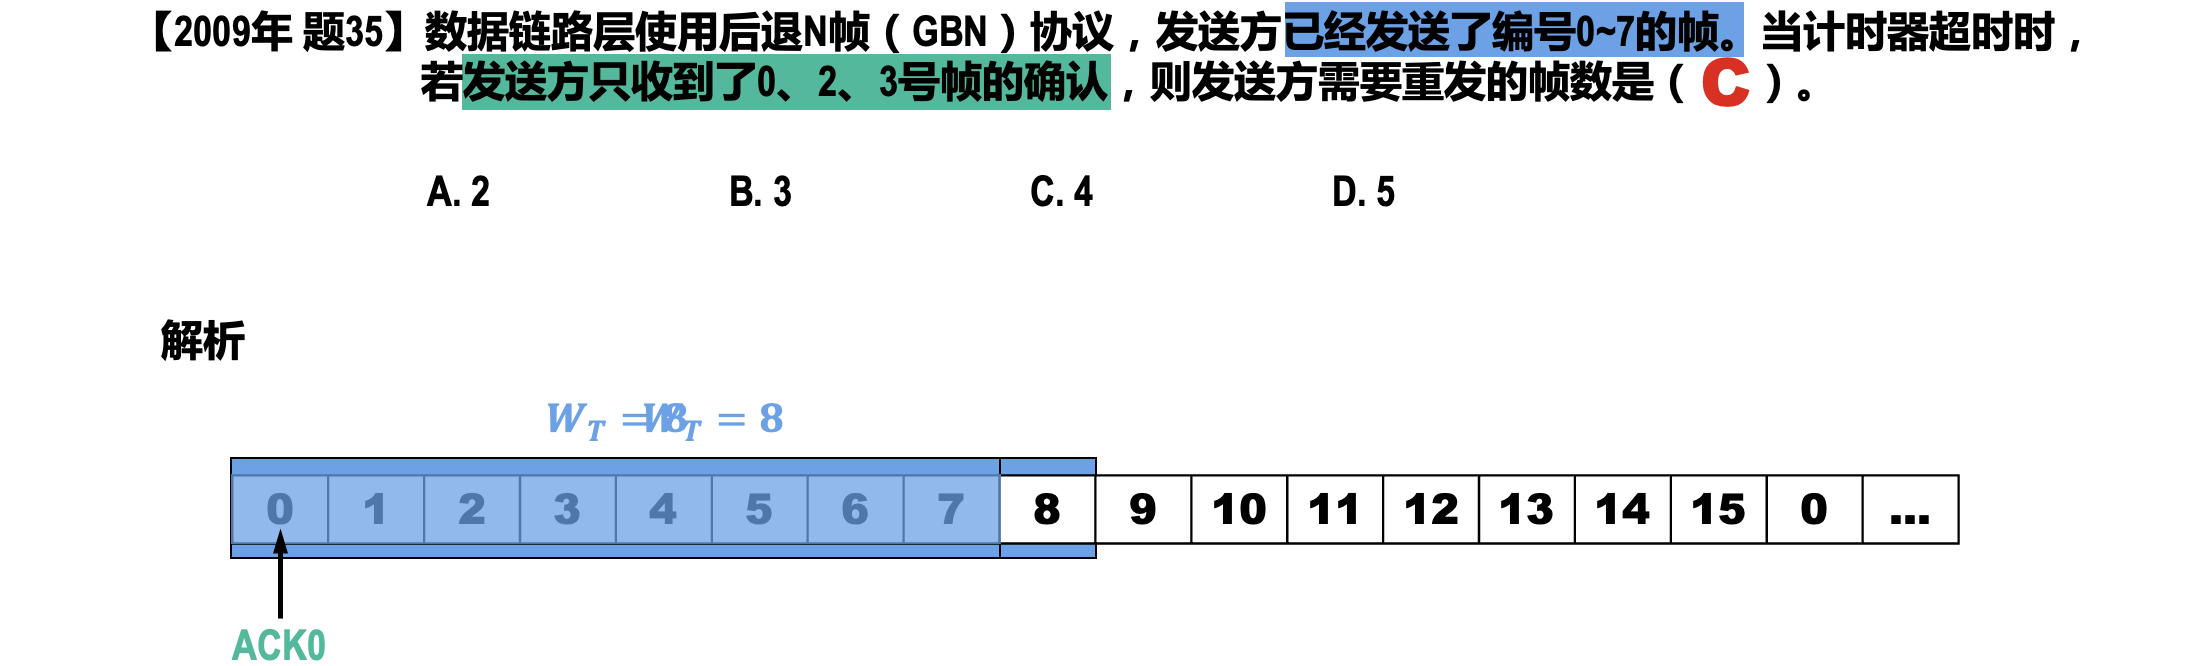 【2009年 题35】数据链路层使用后退N帧（GBN）协议，发送方已经发送了编号0~7的帧。当计时器超时时，
若发送方只收到了0、2、3号帧的确认，则发送方需要重发的帧数是（ C ）。
A. 2 B. 3 C. 4 D. 5
解析
W_T = 8 W_T = 8
0 1 2 3 4 5 6 7 8 9 10 11 12 13 14 15 0 ...
ACK0